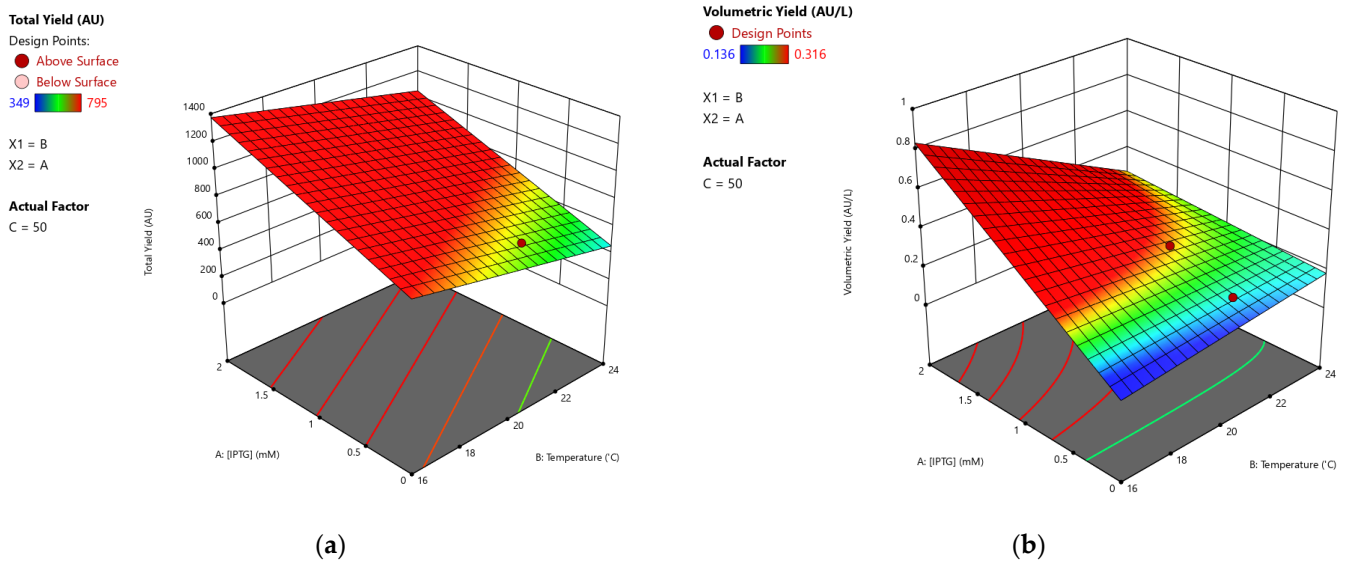 Total Yield (AU)
Design Points:
Above Surface
Below Surface
349 795
X1 = B
X2 = A
Actual Factor
C = 50
Total Yield (AU)
1400
1200
1000
800
600
400
200
0
2
1.5
1
0.5
0
16
18
20
22
24
A: [IPTG] (mM)
B: Temperature (˚C)
(a)
Volumetric Yield (AU/L)
Design Points
0.136 0.316
X1 = B
X2 = A
Actual Factor
C = 50
Volumetric Yield (AU/L)
1
0.8
0.6
0.4
0.2
0
2
1.5
1
0.5
0
16
18
20
22
24
A: [IPTG] (mM)
B: Temperature (˚C)
(b)